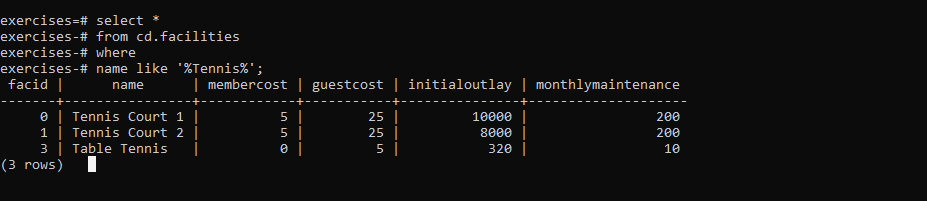 exercises=# select *
exercises-# from cd.facilities
exercises-# where
exercises-# name like '%Tennis%';
 facid |      name      | membercost | guestcost | initialoutlay | monthlymaintenance
-------+----------------+------------+-----------+---------------+--------------------
     0 | Tennis Court 1 |          5 |        25 |         10000 |                200
     1 | Tennis Court 2 |          5 |        25 |          8000 |                200
     3 | Table Tennis   |          0 |         5 |           320 |                 10
(3 rows)